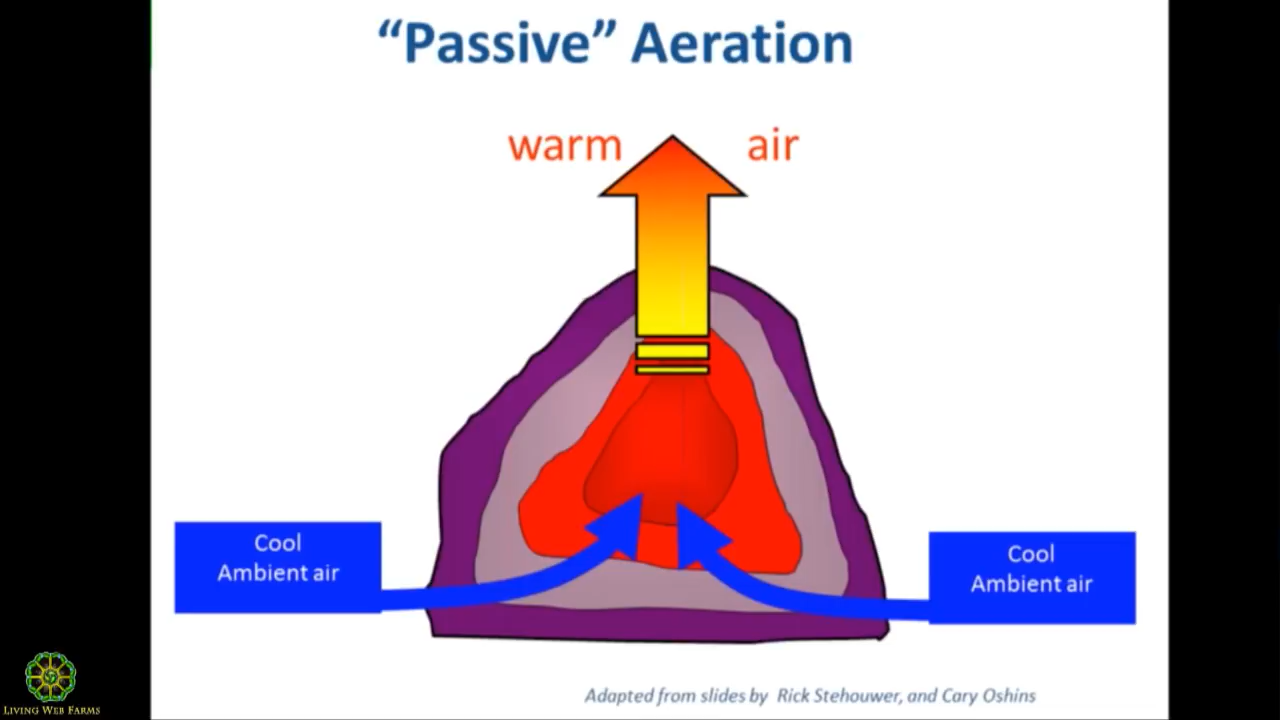 “Passive” Aeration
warm air
Cool
Ambient air
Cool
Ambient air
Adapted from slides by Rick Stehouwer, and Cary Oshins
LIVING WEB FARMS